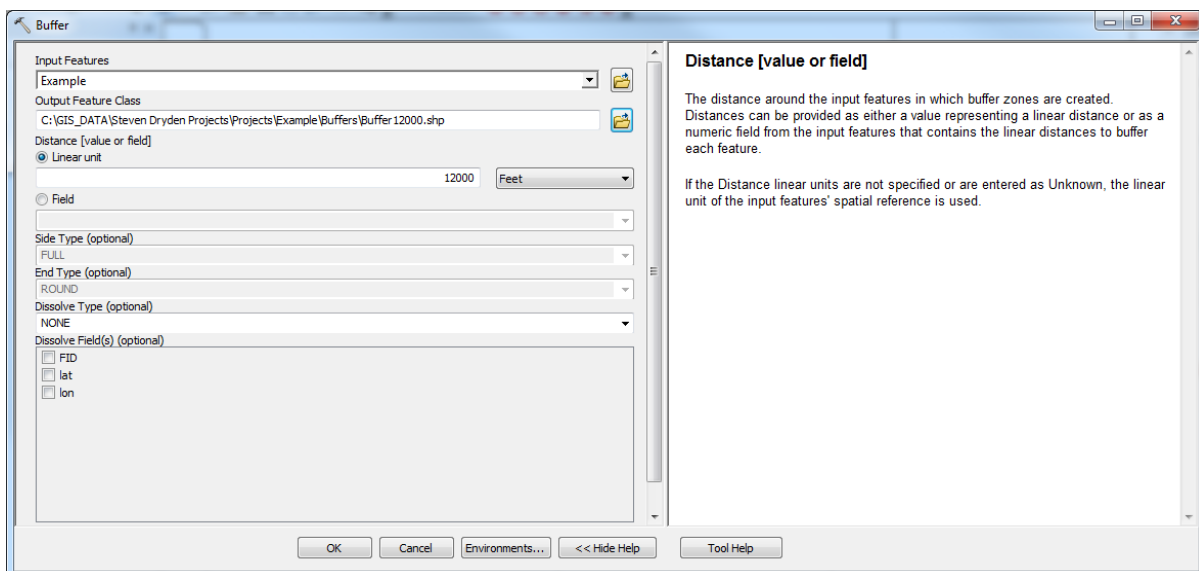 Buffer
Input Features
Example
Output Feature Class
C:\GIS_DATA\Steven Dryden Projects\Projects\Example\Buffers\Buffer12000.shp
Distance [value or field]
Linear unit
12000 Feet
Field
Side Type (optional)
FULL
End Type (optional)
ROUND
Dissolve Type (optional)
NONE
Dissolve Field(s) (optional)
FID
lat
lon
Distance [value or field]
The distance around the input features in which buffer zones are created.
Distances can be provided as either a value representing a linear distance or as a
numeric field from the input features that contains the linear distances to buffer
each feature.
If the Distance linear units are not specified or are entered as Unknown, the linear
unit of the input features' spatial reference is used.
OK Cancel Environments... << Hide Help Tool Help